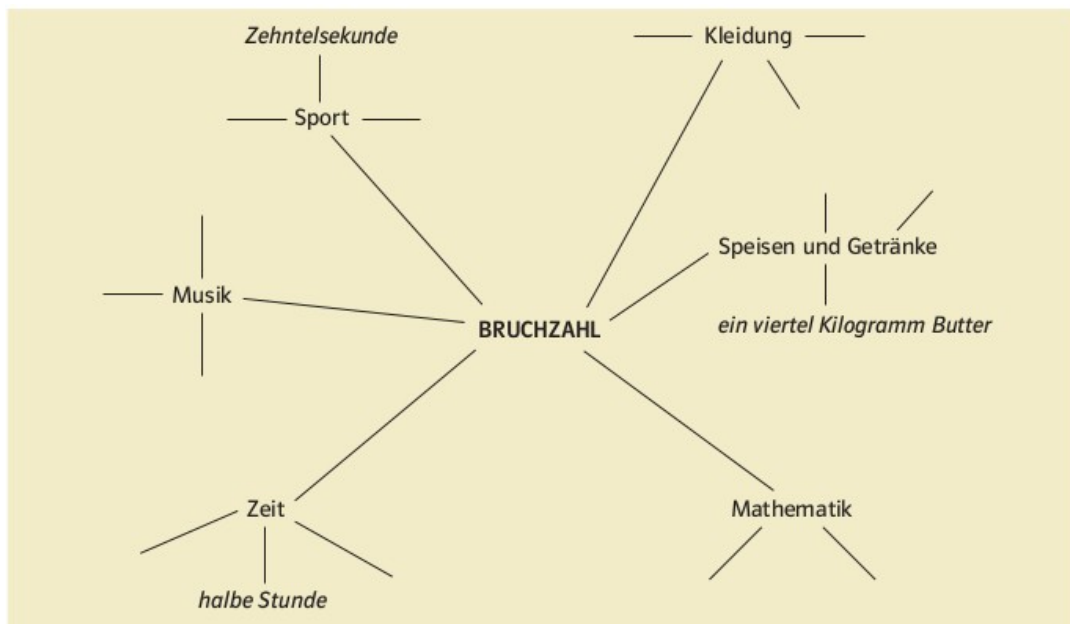 Zehntelsekunde
Kleidung
Sport
Speisen und Getränke
Musik
ein viertel Kilogramm Butter
BRUCHZAHL
Zeit
Mathematik
halbe Stunde